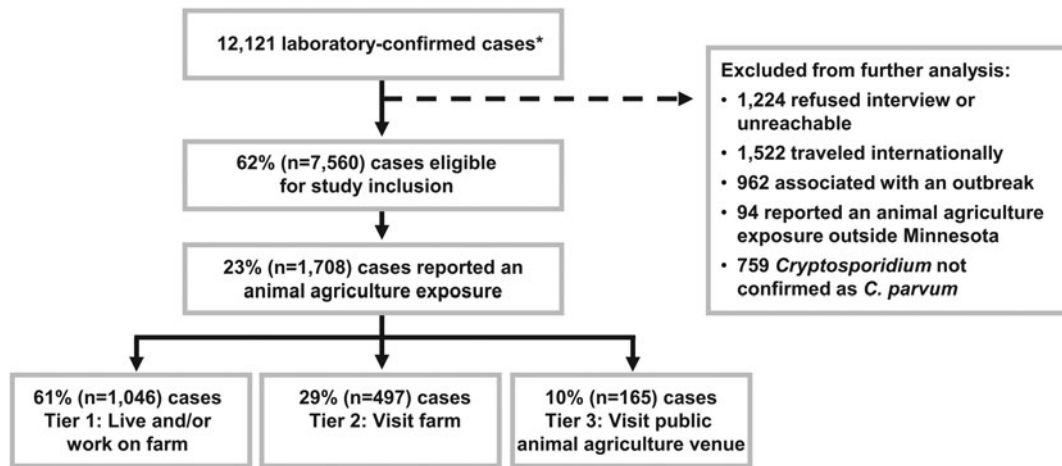 12,121 laboratory-confirmed cases*
Excluded from further analysis:
• 1,224 refused interview or
unreachable
• 1,522 traveled internationally
• 962 associated with an outbreak
• 94 reported an animal agriculture
exposure outside Minnesota
• 759 Cryptosporidium not
confirmed as C. parvum
62% (n=7,560) cases eligible
for study inclusion
23% (n=1,708) cases reported an
animal agriculture exposure
61% (n=1,046) cases
Tier 1: Live and/or
work on farm
29% (n=497) cases
Tier 2: Visit farm
10% (n=165) cases
Tier 3: Visit public
animal agriculture venue